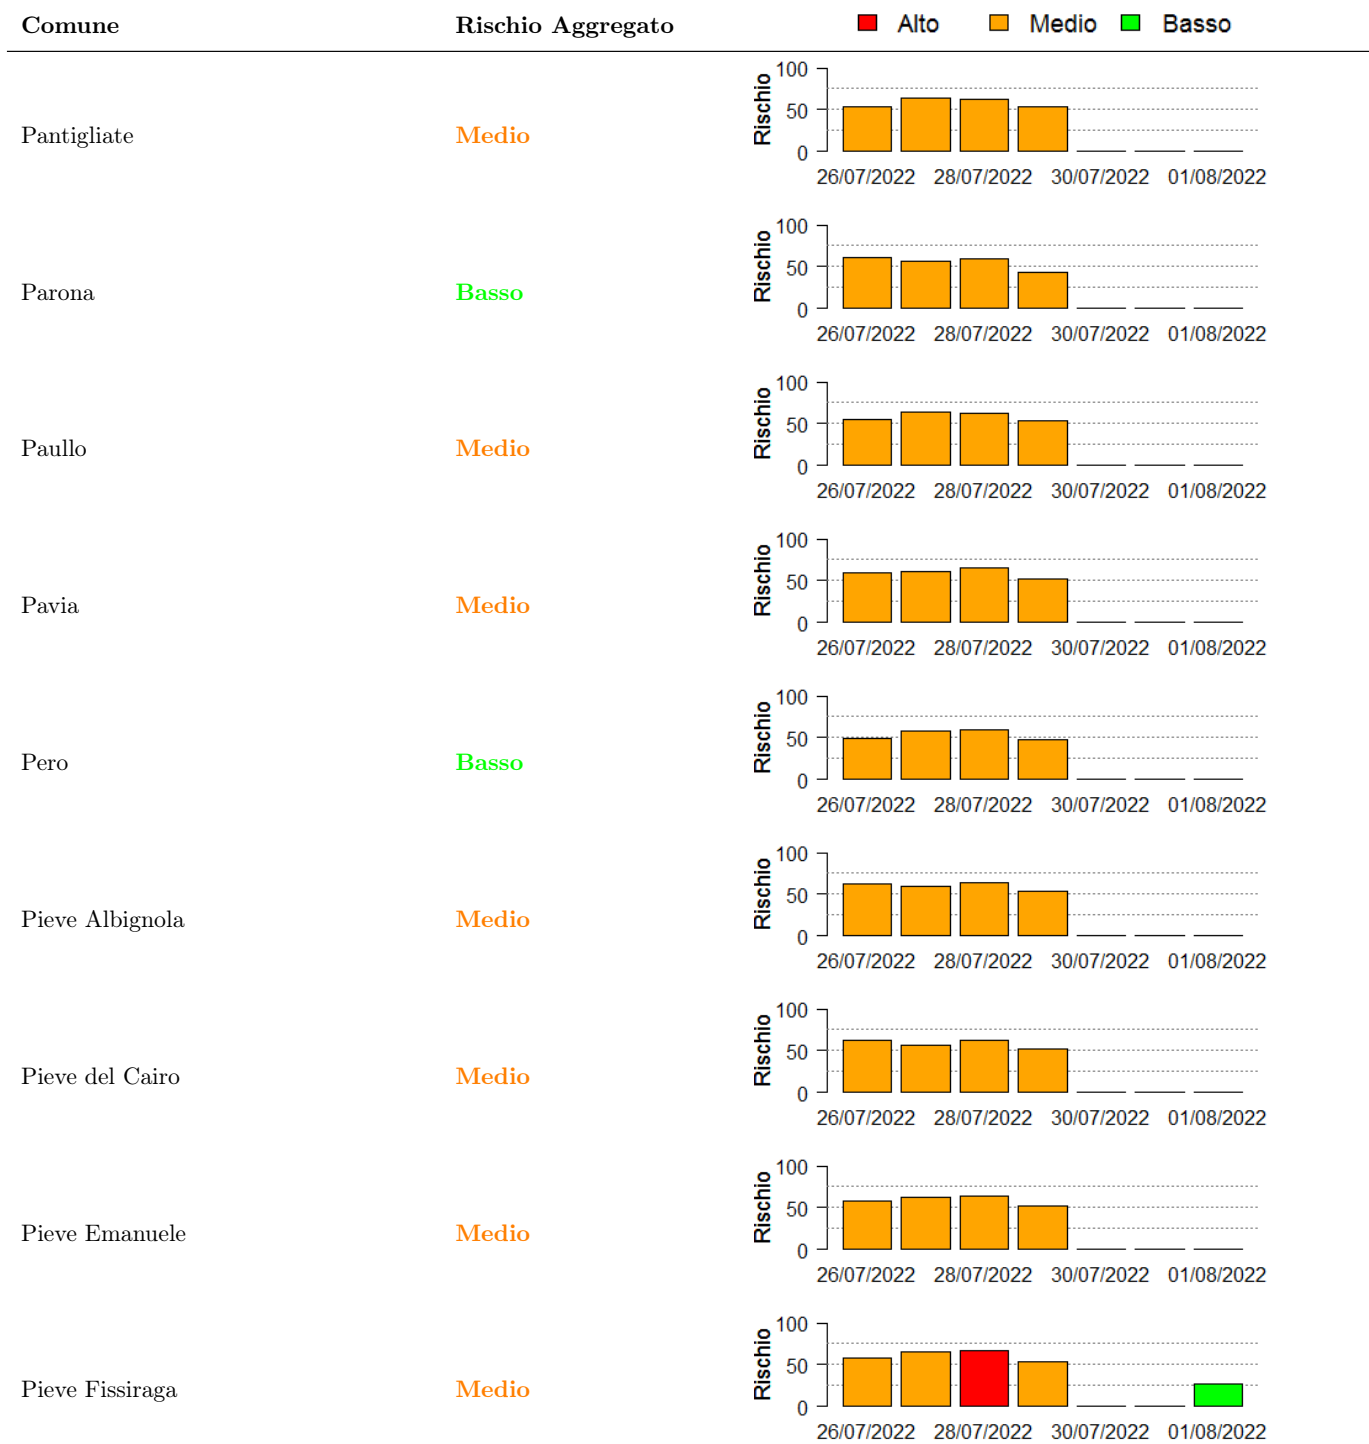 Comune Rischio Aggregato Alto Medio Basso
Pantigliate Medio
Rischio
100
50
0
26/07/2022 28/07/2022 30/07/2022 01/08/2022
Parona Basso
Rischio
100
50
0
26/07/2022 28/07/2022 30/07/2022 01/08/2022
Paullo Medio
Rischio
100
50
0
26/07/2022 28/07/2022 30/07/2022 01/08/2022
Pavia Medio
Rischio
100
50
0
26/07/2022 28/07/2022 30/07/2022 01/08/2022
Pero Basso
Rischio
100
50
0
26/07/2022 28/07/2022 30/07/2022 01/08/2022
Pieve Albignola Medio
Rischio
100
50
0
26/07/2022 28/07/2022 30/07/2022 01/08/2022
Pieve del Cairo Medio
Rischio
100
50
0
26/07/2022 28/07/2022 30/07/2022 01/08/2022
Pieve Emanuele Medio
Rischio
100
50
0
26/07/2022 28/07/2022 30/07/2022 01/08/2022
Pieve Fissiraga Medio
Rischio
100
50
0
26/07/2022 28/07/2022 30/07/2022 01/08/2022